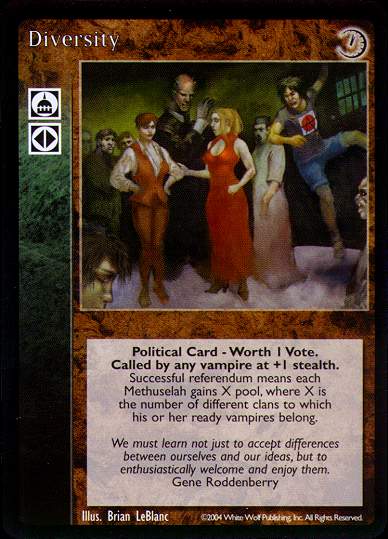 Diversity
Political Card - Worth 1 Vote.
Called by any vampire at +1 stealth.
Successful referendum means each
Methuselah gains X pool, where X is
the number of different clans to which
his or her ready vampires belong.
We must learn not just to accept differences
between ourselves and our ideas, but to
enthusiastically welcome and enjoy them.
Gene Roddenberry
Illus. Brian LeBlanc
©2004 White Wolf Publishing, Inc. All Rights Reserved.